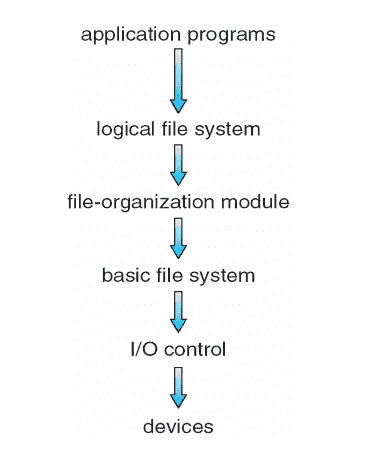 application programs
logical file system
file-organization module
basic file system
I/O control
devices